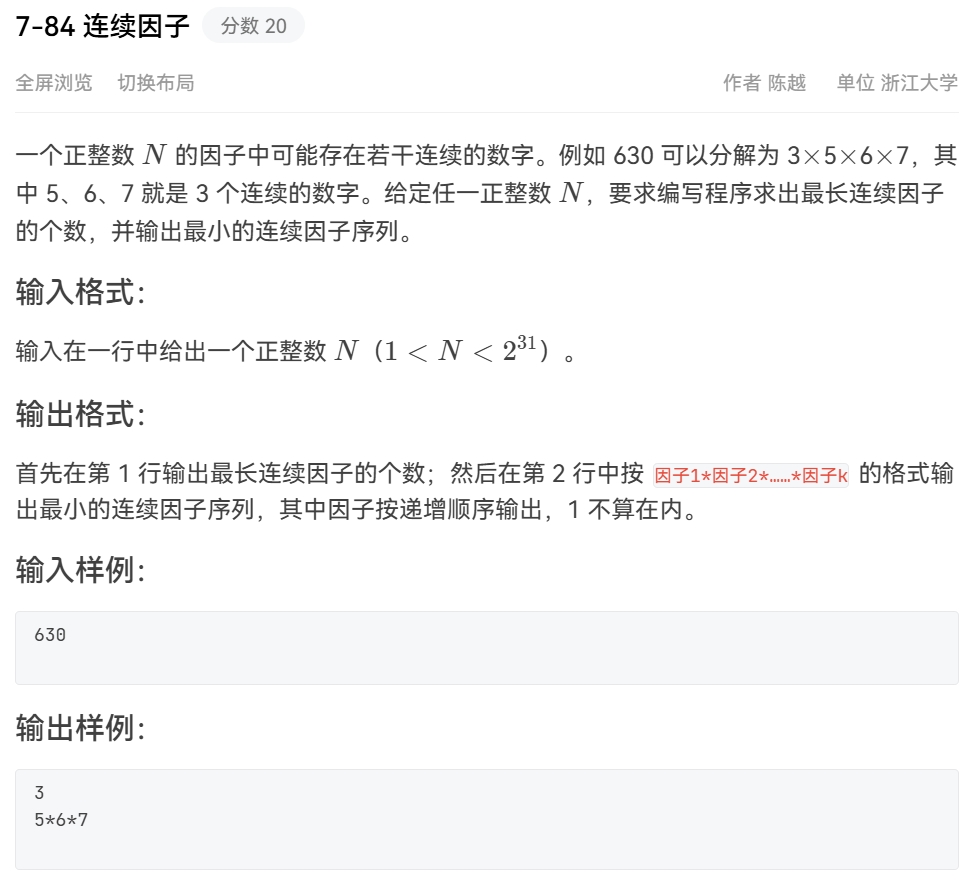 7-84 连续因子 分数 20
全屏浏览 切换布局 作者 陈越 单位 浙江大学
一个正整数 N 的因子中可能存在若干连续的数字。例如 630 可以分解为 3×5×6×7，其
中 5、6、7 就是 3 个连续的数字。给定任一正整数 N，要求编写程序求出最长连续因子
的个数，并输出最小的连续因子序列。
输入格式：
输入在一行中给出一个正整数 N（1 < N < 2³¹）。
输出格式：
首先在第 1 行输出最长连续因子的个数；然后在第 2 行中按 因子1*因子2*……*因子k 的格式输
出最小的连续因子序列，其中因子按递增顺序输出，1 不算在内。
输入样例：
630
输出样例：
3
5*6*7